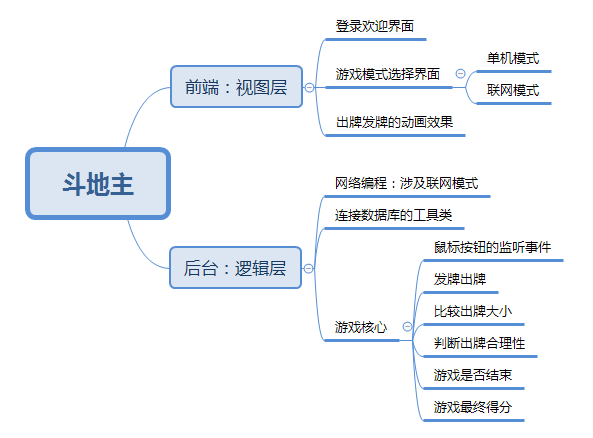 斗地主
前端：视图层
登录欢迎界面
游戏模式选择界面
单机模式
联网模式
出牌发牌的动画效果
后台：逻辑层
网络编程：涉及联网模式
连接数据库的工具类
游戏核心
鼠标按钮的监听事件
发牌出牌
比较出牌大小
判断出牌合理性
游戏是否结束
游戏最终得分